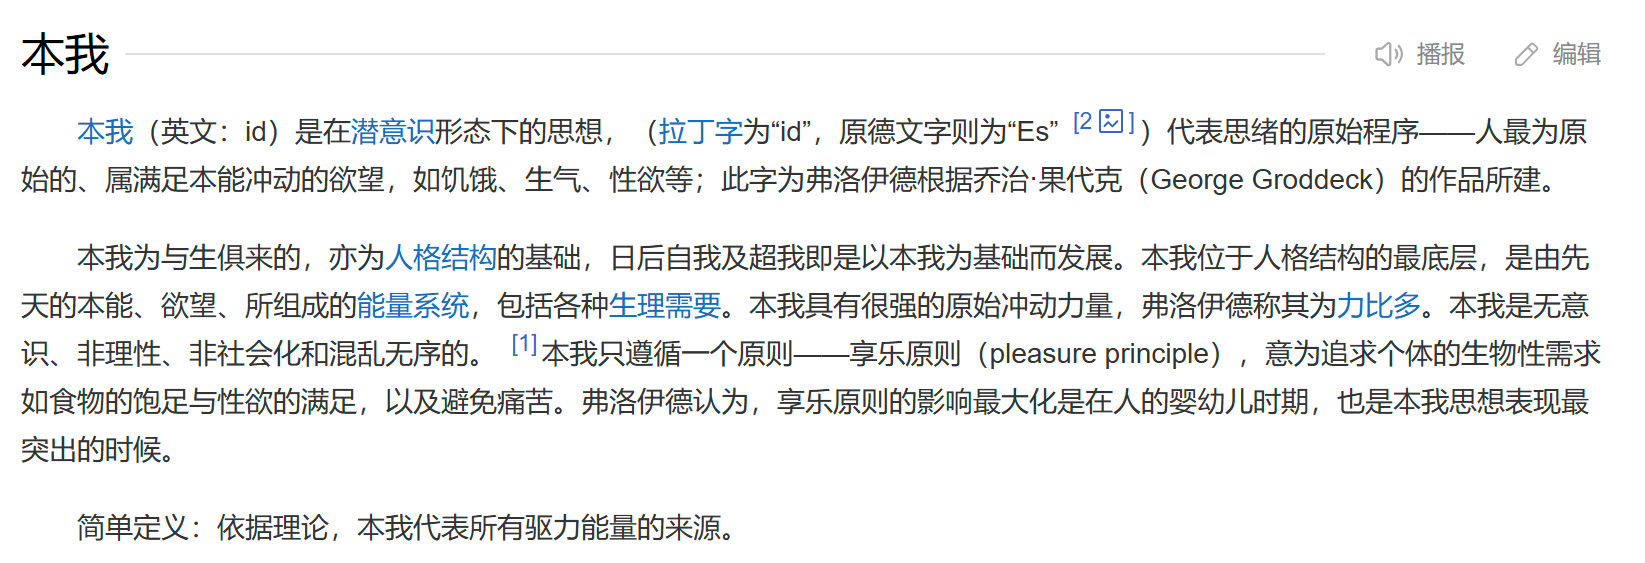 本我 播报 编辑
本我（英文：id）是在潜意识形态下的思想，（拉丁字为“id”，原德文字则为“Es” [2 ]）代表思绪的原始程序——人最为原
始的、属满足本能冲动的欲望，如饥饿、生气、性欲等；此字为弗洛伊德根据乔治·果代克（George Groddeck）的作品所建。
本我为与生俱来的，亦为人格结构的基础，日后自我及超我即是以本我为基础而发展。本我位于人格结构的最底层，是由先
天的本能、欲望、所组成的能量系统，包括各种生理需要。本我具有很强的原始冲动力量，弗洛伊德称其为力比多。本我是无意
识、非理性、非社会化和混乱无序的。 [1] 本我只遵循一个原则——享乐原则（pleasure principle），意为追求个体的生物性需求
如食物的饱足与性欲的满足，以及避免痛苦。弗洛伊德认为，享乐原则的影响最大化是在人的婴幼儿时期，也是本我思想表现最
突出的时候。
简单定义：依据理论，本我代表所有驱力能量的来源。